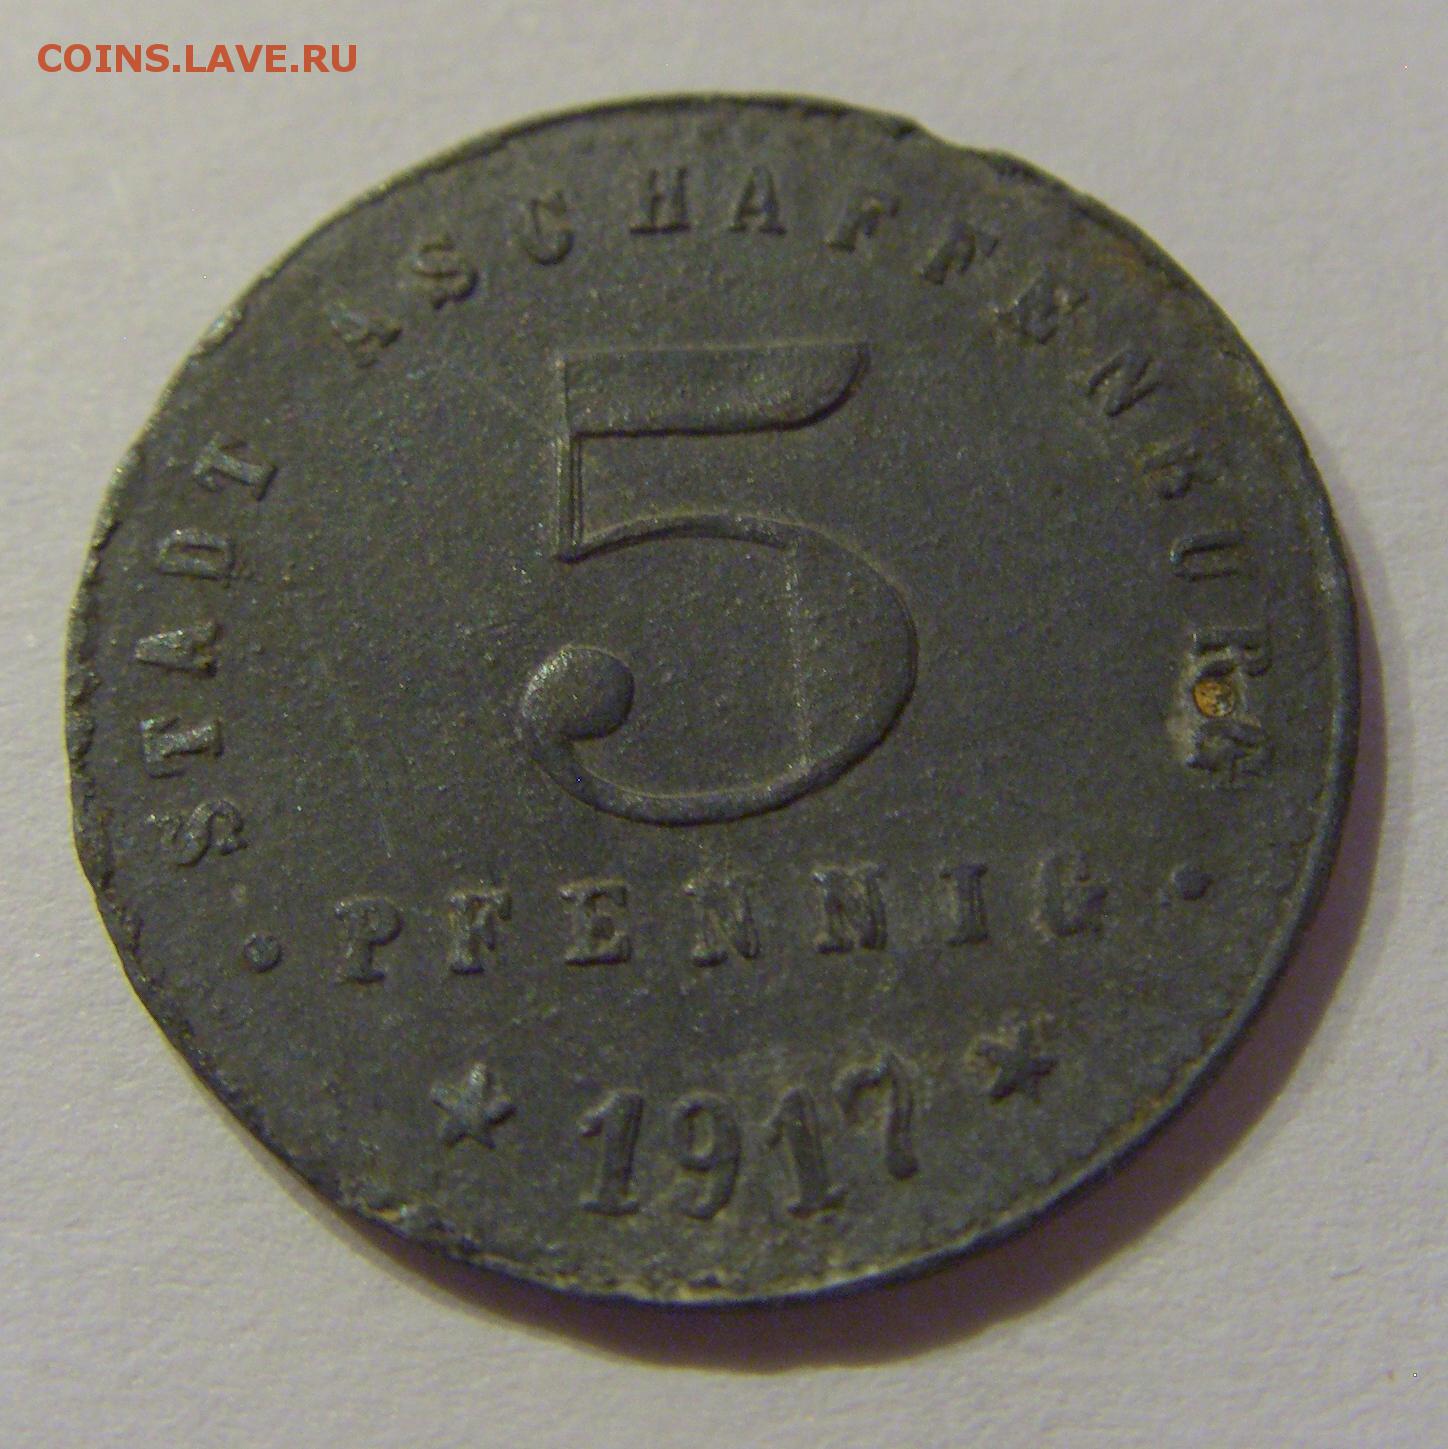 COINS.LAVE.RU
STADT ASCHAFFENBURG
5
· PFENNIG ·
★ 1917 ★